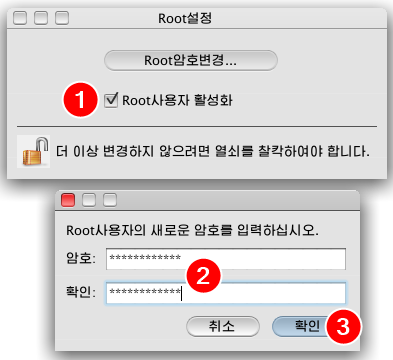 Root설정
Root암호변경...
1 Root사용자 활성화
더 이상 변경하지 않으려면 열쇠를 찰칵하여야 합니다.
Root사용자의 새로운 암호를 입력하십시오.
암호: ************
2
확인: ************
취소 확인 3